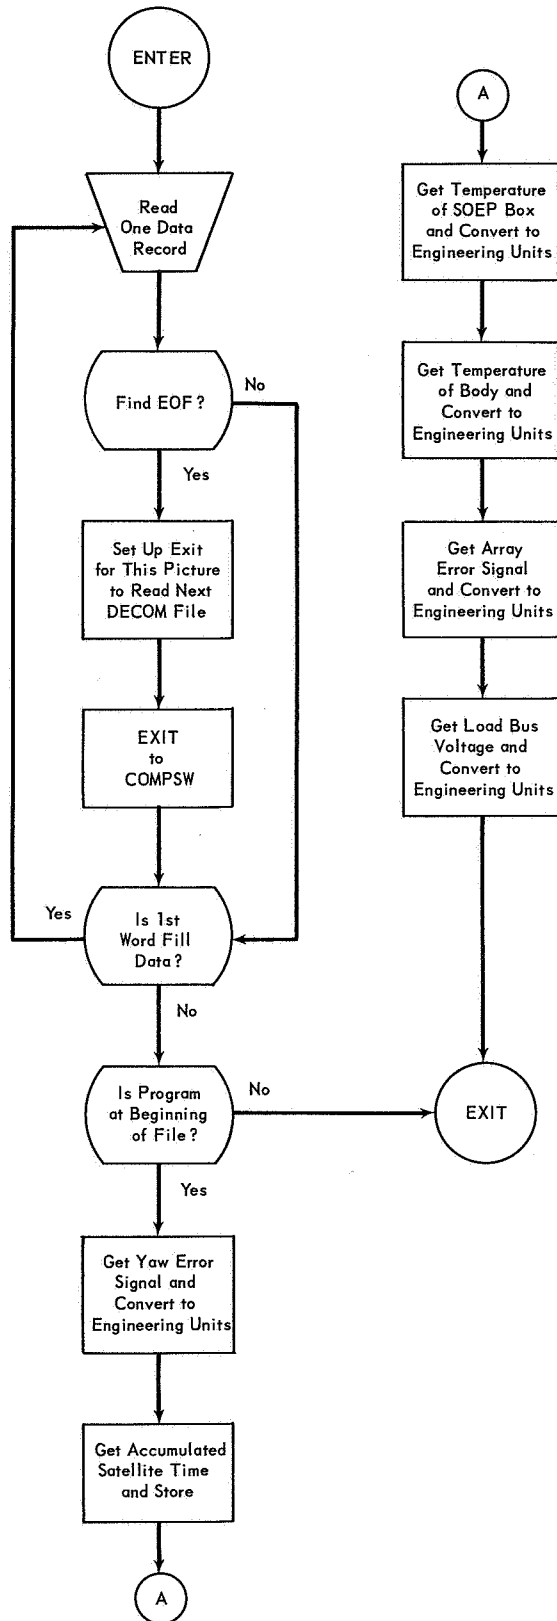 ENTER
Read
One Data
Record
Find EOF?
No
Yes
Set Up Exit
for This Picture
to Read Next
DECOM File
EXIT
to
COMPSW
Yes
Is 1st
Word Fill
Data?
No
Is Program
at Beginning
of File?
No
Yes
Get Yaw Error
Signal and
Convert to
Engineering Units
Get Accumulated
Satellite Time
and Store
A
A
Get Temperature
of SOEP Box
and Convert to
Engineering Units
Get Temperature
of Body and
Convert to
Engineering Units
Get Array
Error Signal
and Convert to
Engineering Units
Get Load Bus
Voltage and
Convert to
Engineering Units
EXIT